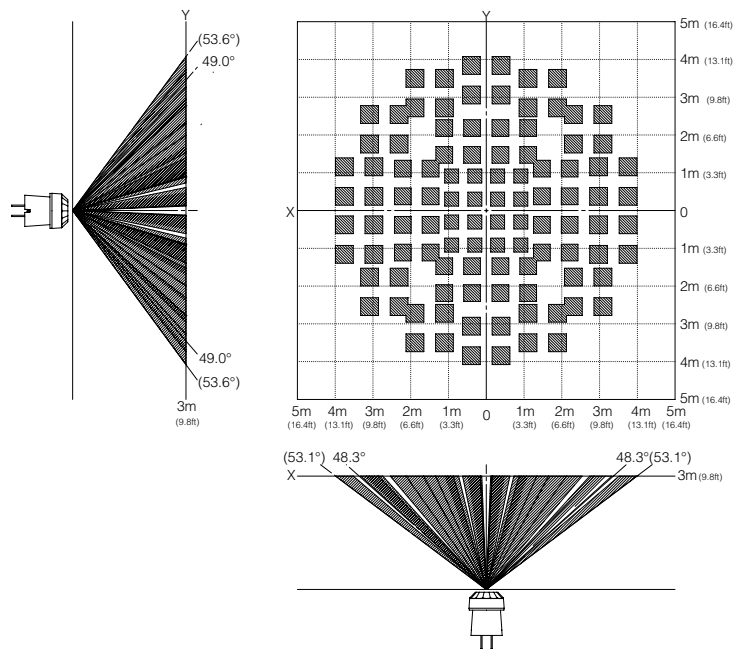 Y
(53.6°)
49.0°
49.0°
(53.6°)
3m
(9.8ft)
Y
5m (16.4ft)
4m (13.1ft)
3m (9.8ft)
2m (6.6ft)
1m (3.3ft)
X 0
1m (3.3ft)
2m (6.6ft)
3m (9.8ft)
4m (13.1ft)
5m (16.4ft)
5m 4m 3m 2m 1m 0 1m 2m 3m 4m 5m
(16.4ft) (13.1ft) (9.8ft) (6.6ft) (3.3ft) (3.3ft) (6.6ft) (9.8ft) (13.1ft) (16.4ft)
(53.1°) 48.3° 48.3° (53.1°)
X 3m (9.8ft)